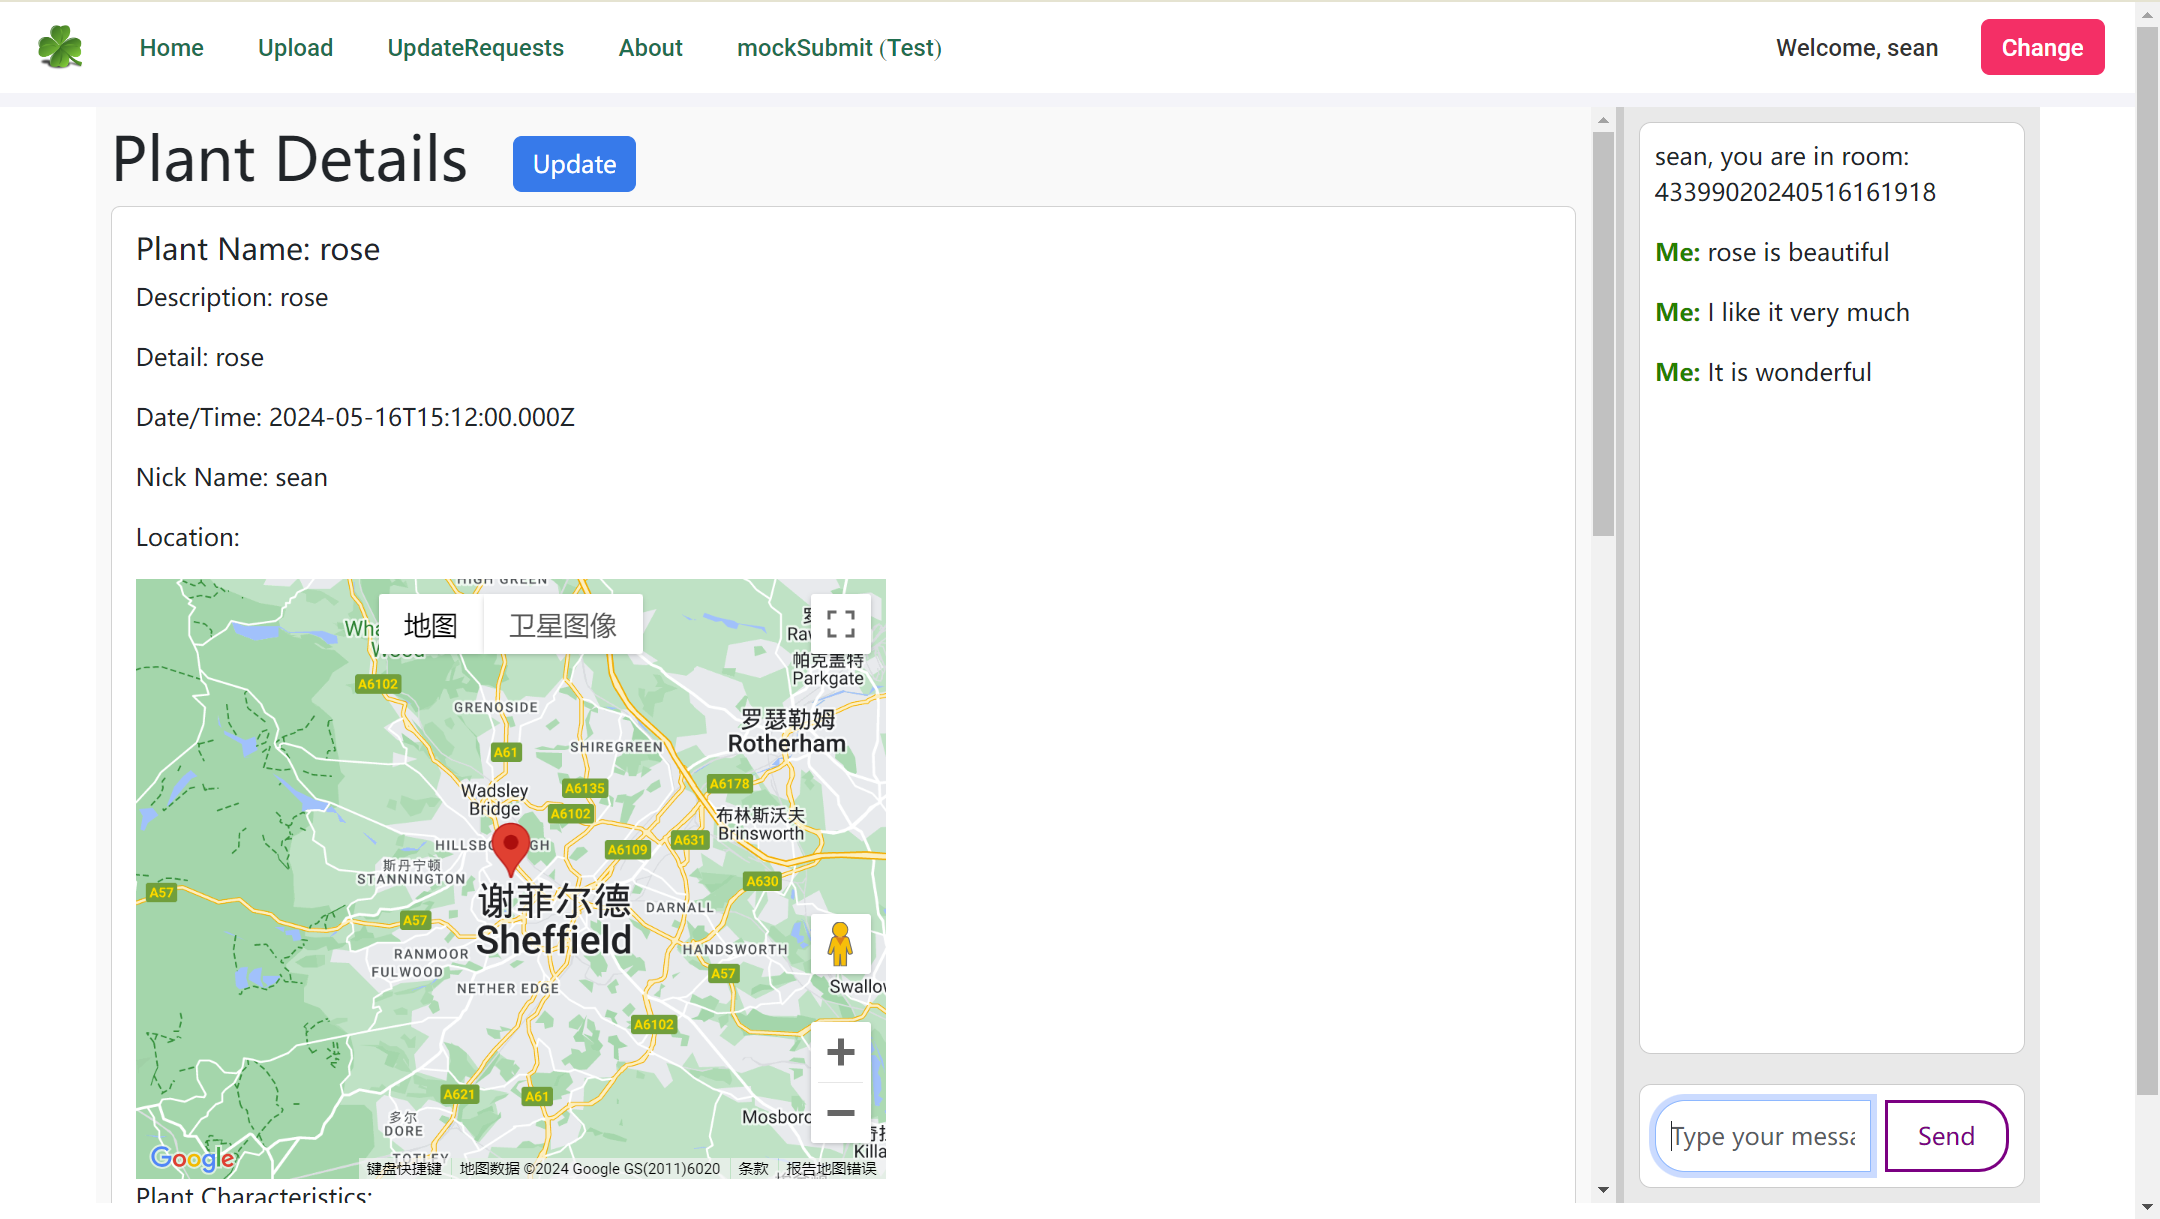 Home Upload UpdateRequests About mockSubmit (Test) Welcome, sean Change
Plant Details Update
Plant Name: rose
Description: rose
Detail: rose
Date/Time: 2024-05-16T15:12:00.000Z
Nick Name: sean
Location:
HIGH GREEN
地图 卫星图像
A6102
帕克盖特
Parkgate
GRENOSIDE
罗瑟勒姆
Rotherham
SHIREGREEN
A61
A6178
A6135
Wadsley
Bridge
A6102
布林斯沃夫
Brinsworth
A631
A6109
斯丹宁顿
STANNINGTON
A630
A57
谢菲尔德
Sheffield
DARNALL
A57
RANMOOR
FULWOOD
HANDSWORTH
A57
NETHER EDGE
A6102
A621
A61
多尔
DORE
TOTLEY
Google
键盘快捷键 地图数据 ©2024 Google GS(2011)6020 条款 报告地图错误
Plant Characteristics:
sean, you are in room:
43399020240516161918
Me: rose is beautiful
Me: I like it very much
Me: It is wonderful
Type your messa
Send